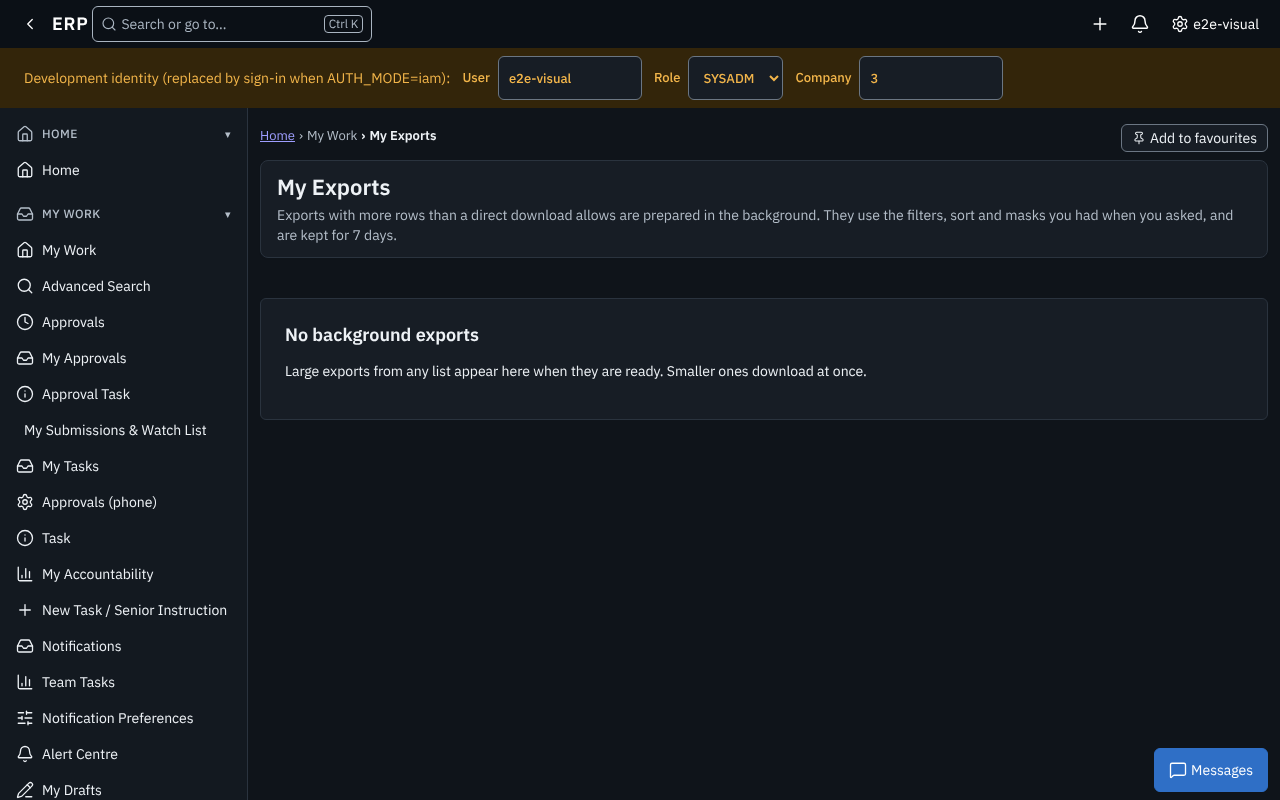 ERP
Search or go to...
Ctrl K
e2e-visual
Development identity (replaced by sign-in when AUTH_MODE=iam):
User
e2e-visual
Role
SYSADM
Company
3
HOME
Home
MY WORK
My Work
Advanced Search
Approvals
My Approvals
Approval Task
My Submissions & Watch List
My Tasks
Approvals (phone)
Task
My Accountability
New Task / Senior Instruction
Notifications
Team Tasks
Notification Preferences
Alert Centre
My Drafts
Home › My Work › My Exports
Add to favourites
My Exports
Exports with more rows than a direct download allows are prepared in the background. They use the filters, sort and masks you had when you asked, and
are kept for 7 days.
No background exports
Large exports from any list appear here when they are ready. Smaller ones download at once.
Messages